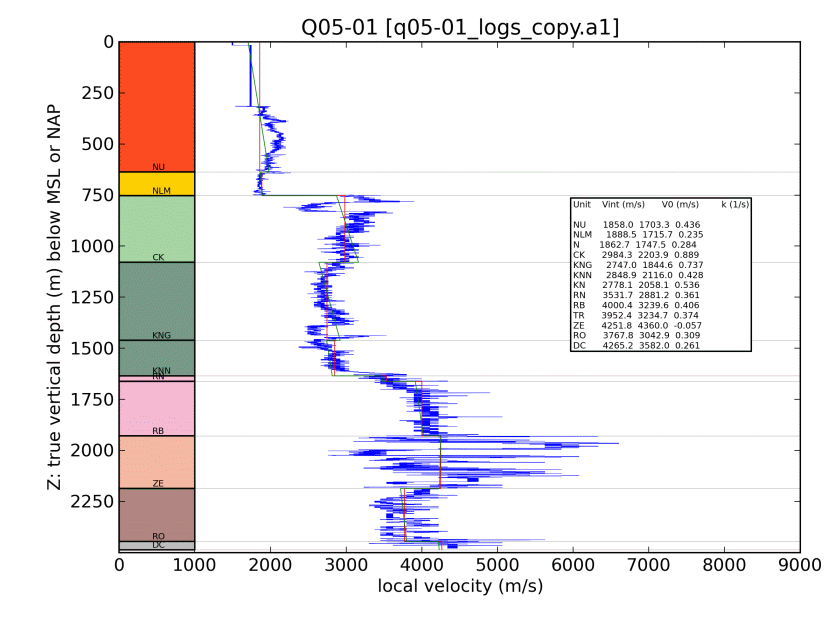 Q05-01 [q05-01_logs_copy.a1]
Z: true vertical depth (m) below MSL or NAP
0
250
500
750
1000
1250
1500
1750
2000
2250
NU
NLM
CK
KNG
KNN
RN
RB
ZE
RO
DC
Unit Vint (m/s) V0 (m/s) k (1/s)
NU 1858.0 1703.3 0.436
NLM 1888.5 1715.7 0.235
N 1862.7 1747.5 0.284
CK 2984.3 2203.9 0.889
KNG 2747.0 1844.6 0.737
KNN 2848.9 2116.0 0.428
KN 2778.1 2058.1 0.536
RN 3531.7 2881.2 0.361
RB 4000.4 3239.6 0.406
TR 3952.4 3234.7 0.374
ZE 4251.8 4360.0 -0.057
RO 3767.8 3042.9 0.309
DC 4265.2 3582.0 0.261
0 1000 2000 3000 4000 5000 6000 7000 8000 9000
local velocity (m/s)